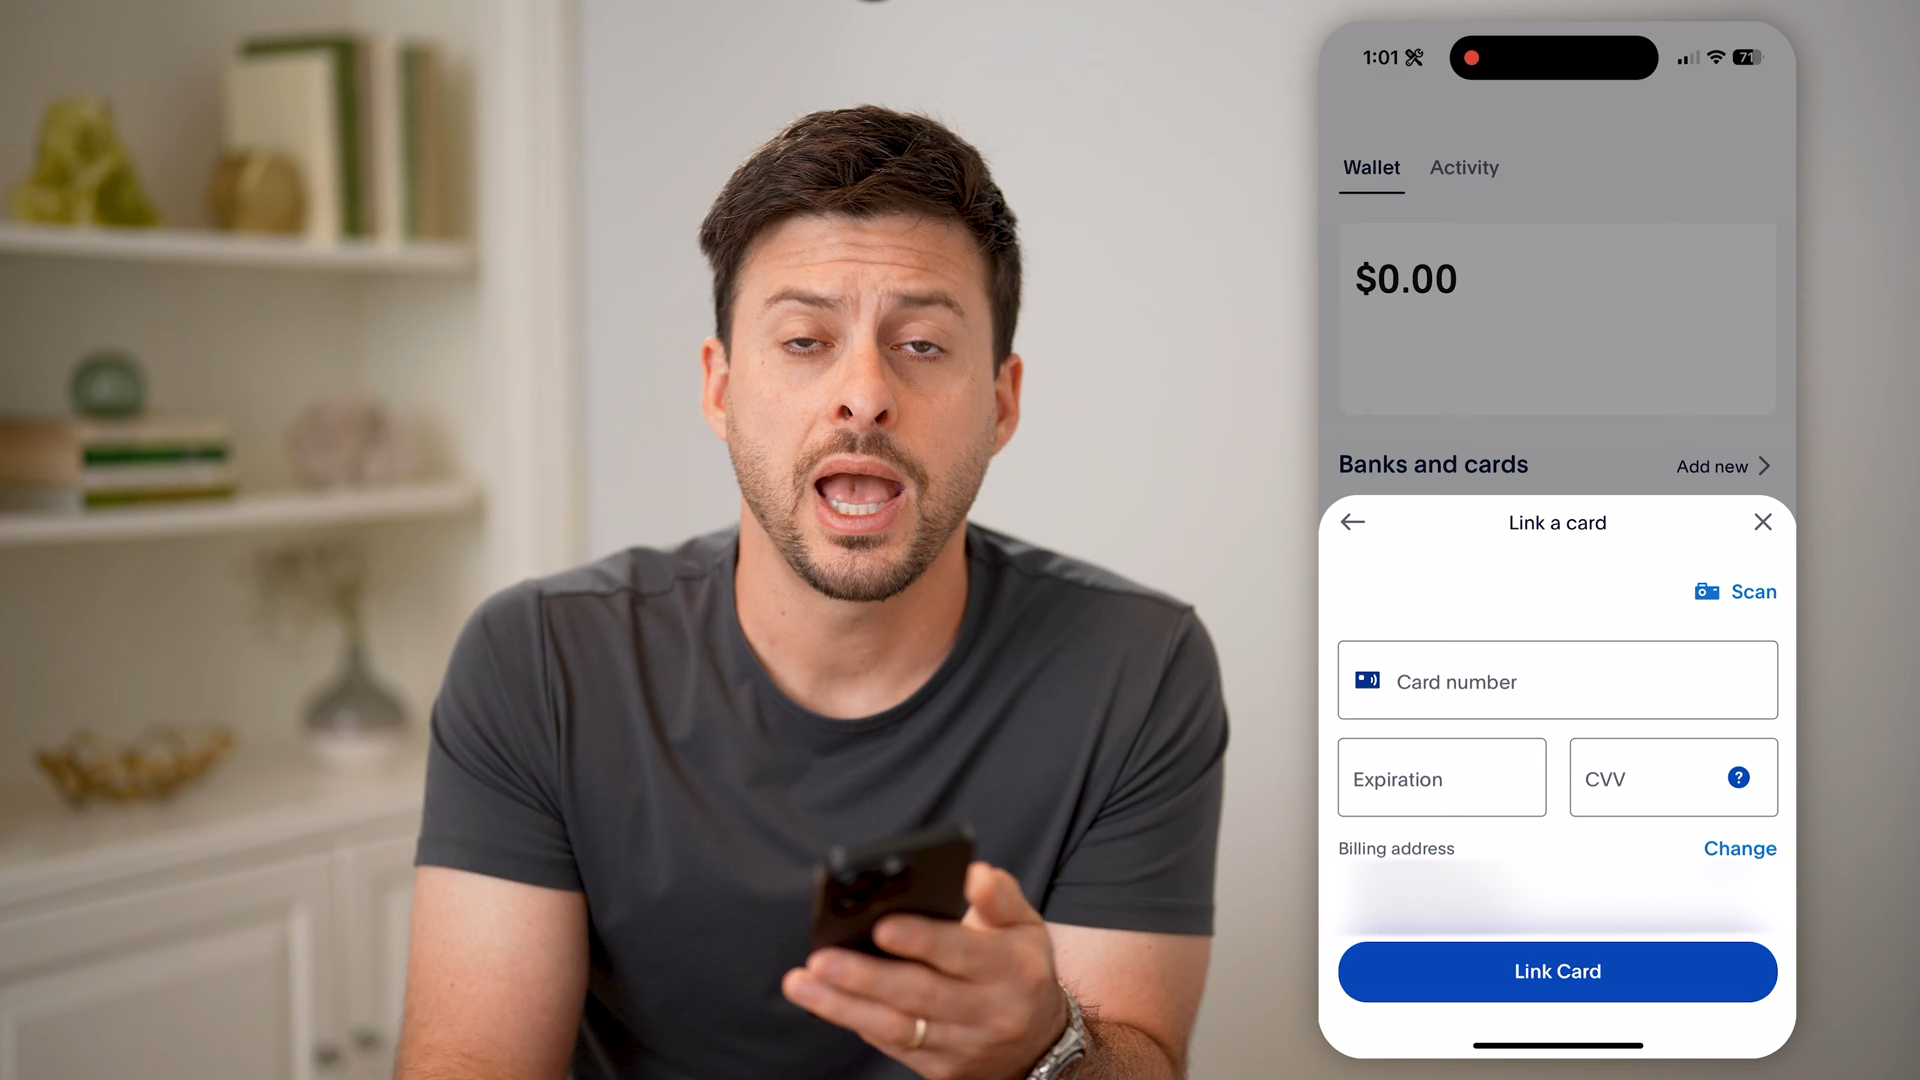 1:01
71
Wallet Activity
$0.00
Banks and cards
Add new
Link a card
Scan
Card number
Expiration
CVV
?
Billing address
Change
Link Card